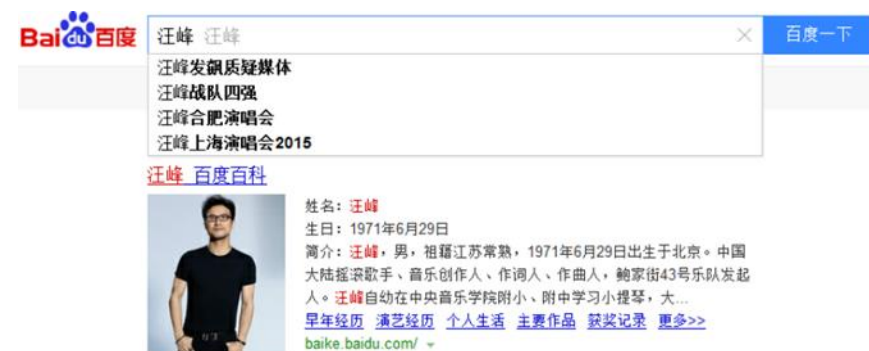 Bai du 百度 汪峰 汪峰 百度一下
汪峰发飙质疑媒体
汪峰战队四强
汪峰合肥演唱会
汪峰上海演唱会2015
汪峰_百度百科
姓名：汪峰
生日：1971年6月29日
简介：汪峰，男，祖籍江苏常熟，1971年6月29日出生于北京。中国
大陆摇滚歌手、音乐创作人、作词人、作曲人，鲍家街43号乐队发起
人。汪峰自幼在中央音乐学院附小、附中学习小提琴，大...
早年经历 演艺经历 个人生活 主要作品 获奖记录 更多>>
baike.baidu.com/